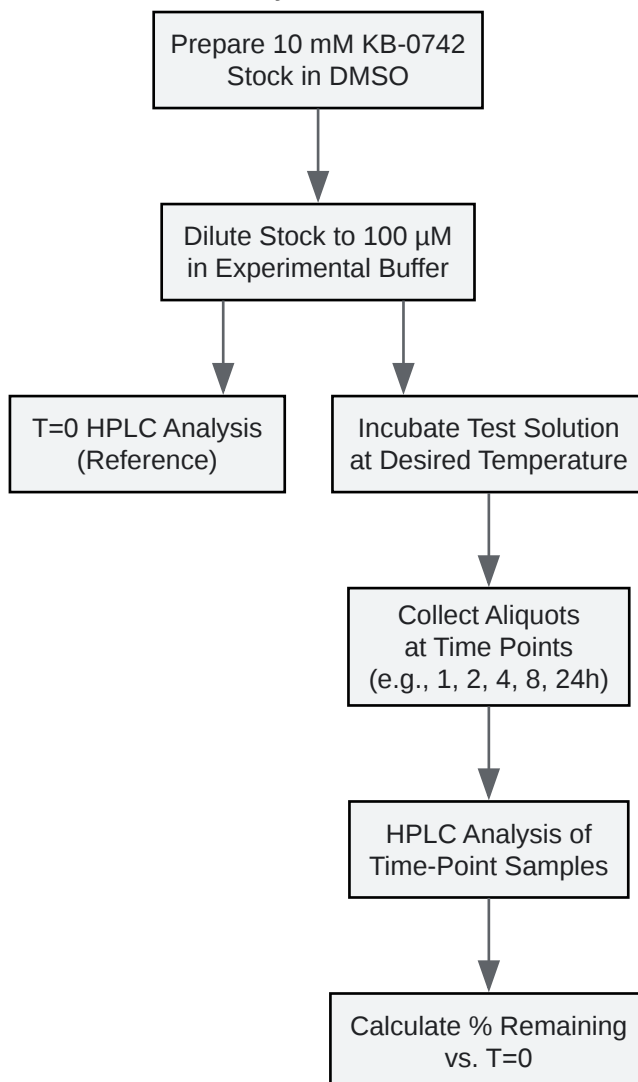 Prepare 10 mM KB-0742
Stock in DMSO
Dilute Stock to 100 µM
in Experimental Buffer
T=0 HPLC Analysis
(Reference)
Incubate Test Solution
at Desired Temperature
Collect Aliquots
at Time Points
(e.g., 1, 2, 4, 8, 24h)
HPLC Analysis of
Time-Point Samples
Calculate % Remaining
vs. T=0